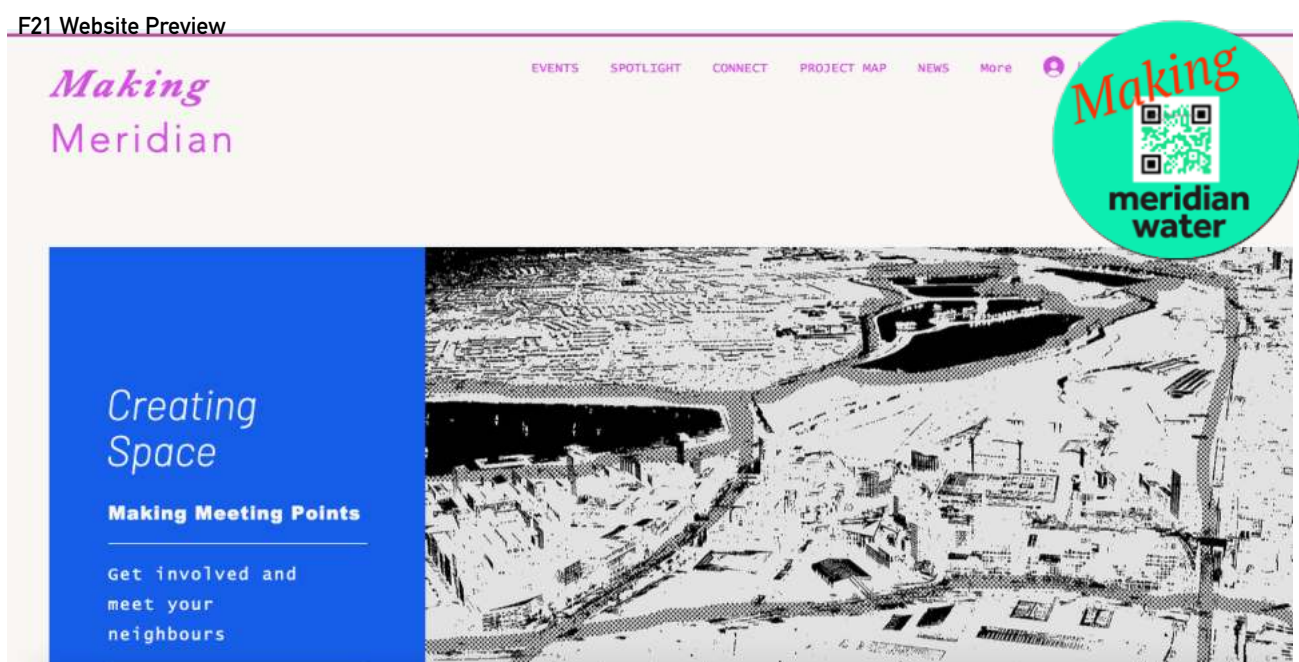 F21 Website Preview
Making
Meridian
EVENTS SPOTLIGHT CONNECT PROJECT MAP NEWS More
Making
meridian
water
Creating
Space
Making Meeting Points
Get involved and
meet your
neighbours